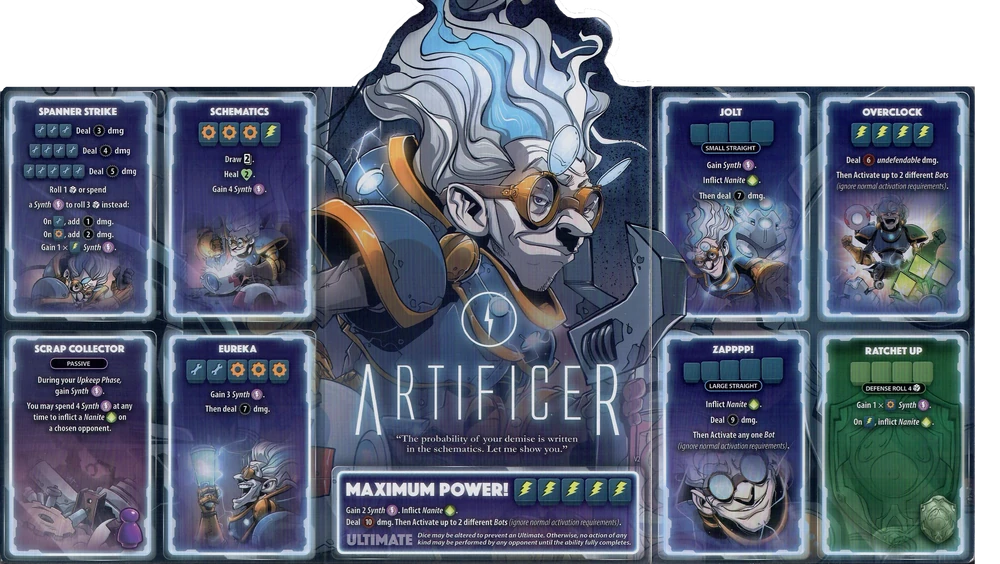 SPANNER STRIKE
Deal 3 dmg
Deal 4 dmg
Deal 5 dmg
Roll 1 or spend
a Synth to roll 3 instead:
On , add 1 dmg.
On , add 2 dmg.
Gain 1 × Synth .
SCHEMATICS
Draw 2 .
Heal 2 .
Gain 4 Synth .
SCRAP COLLECTOR
PASSIVE
During your Upkeep Phase,
gain Synth .
You may spend 4 Synth at any
time to inflict a Nanite on
a chosen opponent.
EUREKA
Gain 3 Synth .
Then deal 7 dmg.
ARTIFICER
“The probability of your demise is written
in the schematics. Let me show you.”
MAXIMUM POWER!
Gain 2 Synth . Inflict Nanite .
Deal 10 dmg. Then Activate up to 2 different Bots (ignore normal activation requirements).
ULTIMATE
Dice may be altered to prevent an Ultimate. Otherwise, no action of any
kind may be performed by any opponent until the ability fully completes.
JOLT
SMALL STRAIGHT
Gain Synth .
Inflict Nanite .
Then deal 7 dmg.
OVERCLOCK
Deal 6 undefendable dmg.
Then Activate up to 2 different Bots
(ignore normal activation requirements).
ZAPPPP!
LARGE STRAIGHT
Inflict Nanite .
Deal 9 dmg.
Then Activate any one Bot
(ignore normal activation requirements).
RATCHET UP
DEFENSE ROLL 4
Gain 1 × Synth .
On , inflict Nanite .